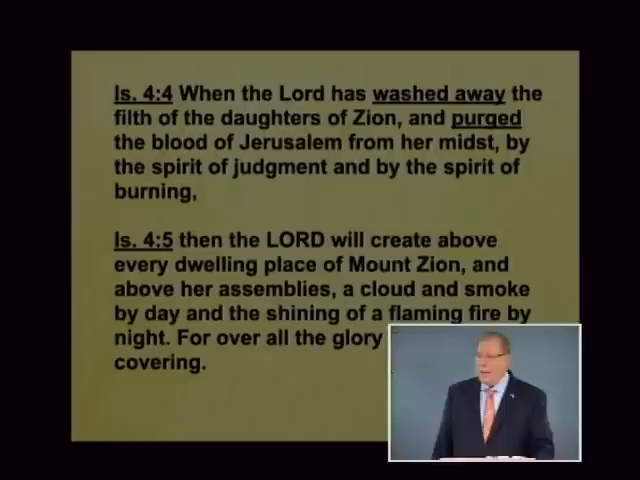 Is. 4:4 When the Lord has washed away the
filth of the daughters of Zion, and purged
the blood of Jerusalem from her midst, by
the spirit of judgment and by the spirit of
burning,
Is. 4:5 then the LORD will create above
every dwelling place of Mount Zion, and
above her assemblies, a cloud and smoke
by day and the shining of a flaming fire by
night. For over all the glory
covering.